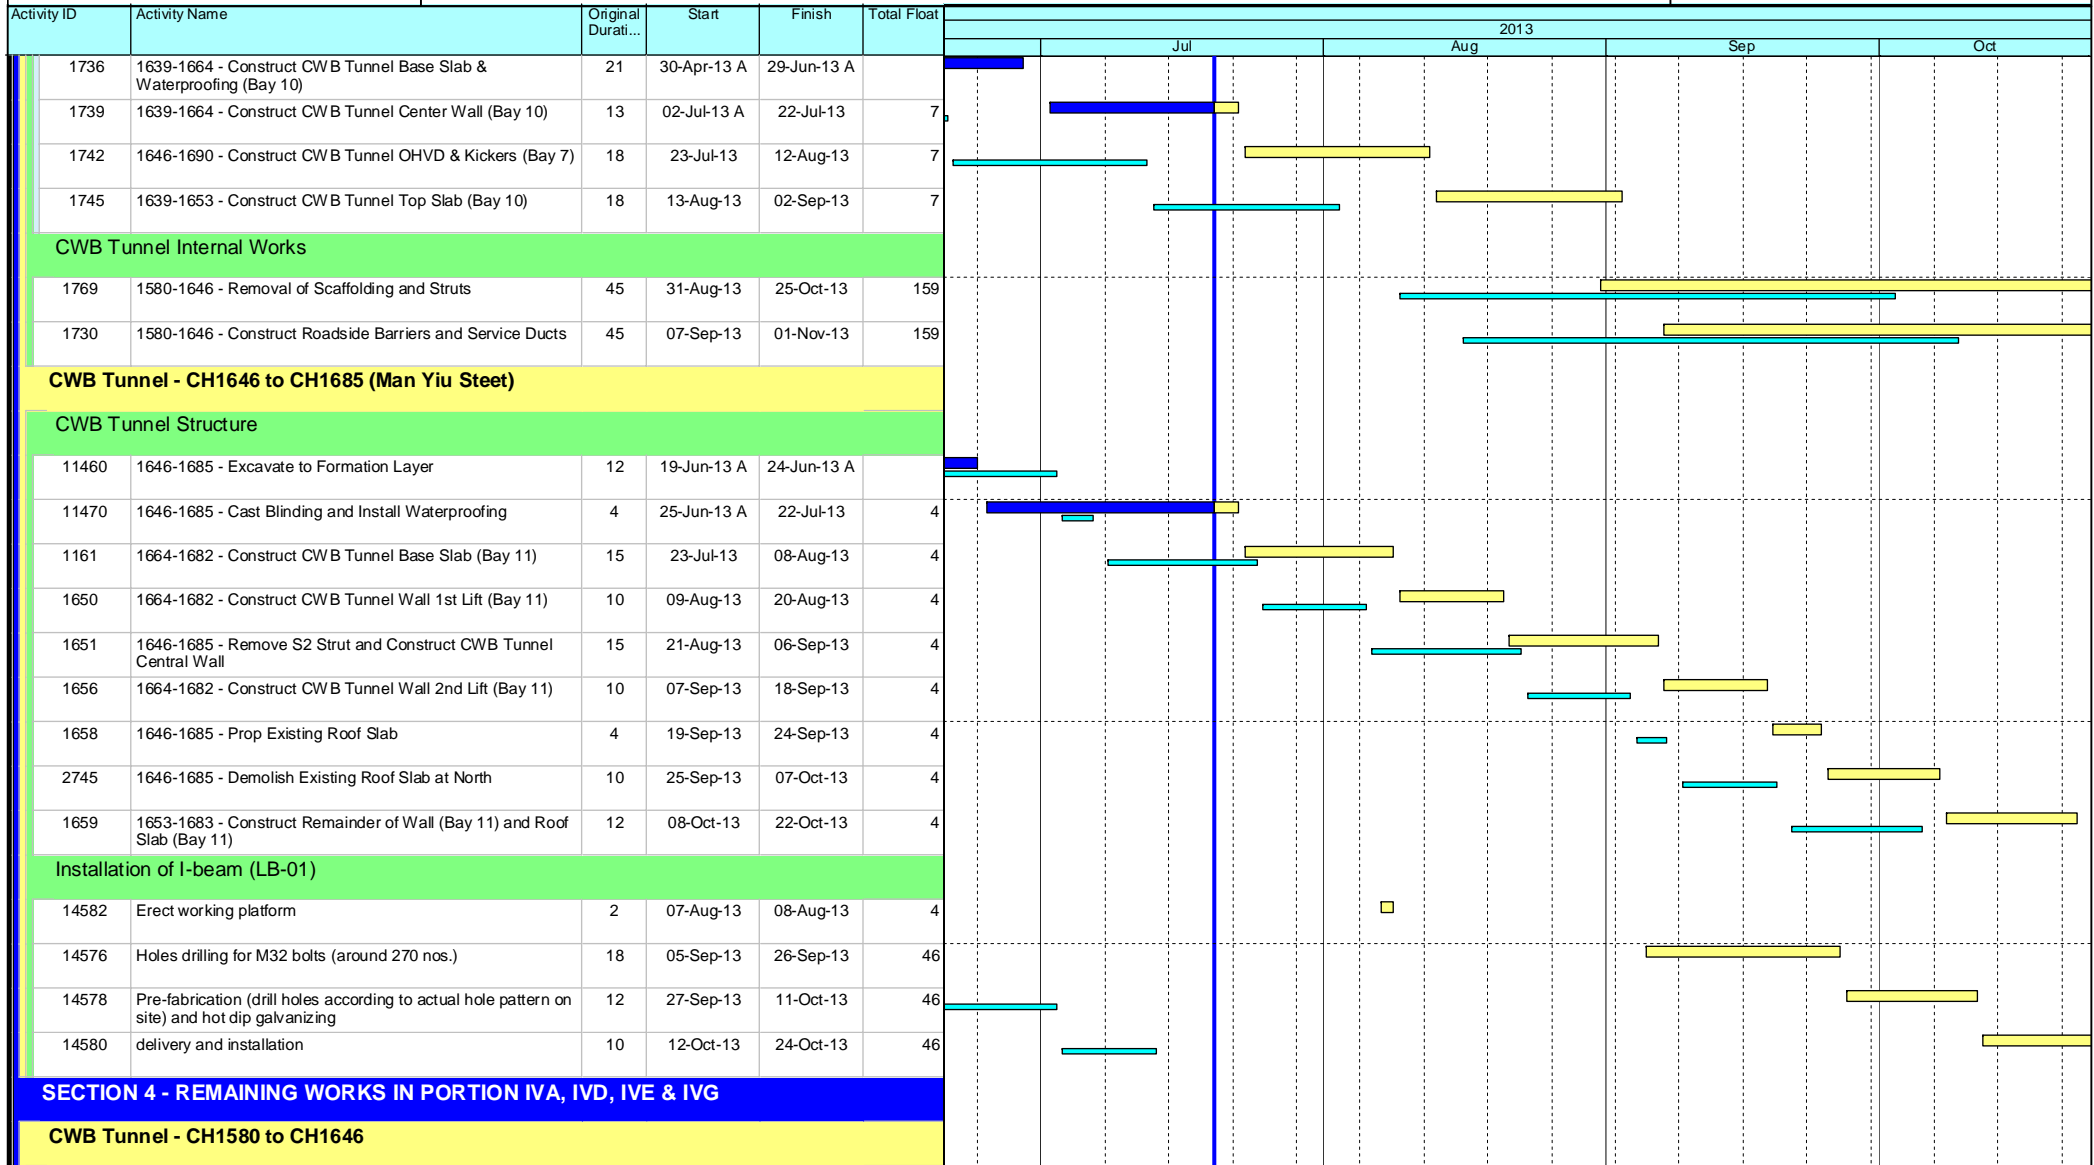 Activity ID Activity Name Original Start Finish Total Float
Durati...
2013
Jul Aug Sep Oct
1736 1639-1664 - Construct CWB Tunnel Base Slab & 21 30-Apr-13 A 29-Jun-13 A
Waterproofing (Bay 10)
1739 1639-1664 - Construct CWB Tunnel Center Wall (Bay 10) 13 02-Jul-13 A 22-Jul-13 7
1742 1646-1690 - Construct CWB Tunnel OHVD & Kickers (Bay 7) 18 23-Jul-13 12-Aug-13 7
1745 1639-1653 - Construct CWB Tunnel Top Slab (Bay 10) 18 13-Aug-13 02-Sep-13 7
CWB Tunnel Internal Works
1769 1580-1646 - Removal of Scaffolding and Struts 45 31-Aug-13 25-Oct-13 159
1730 1580-1646 - Construct Roadside Barriers and Service Ducts 45 07-Sep-13 01-Nov-13 159
CWB Tunnel - CH1646 to CH1685 (Man Yiu Steet)
CWB Tunnel Structure
11460 1646-1685 - Excavate to Formation Layer 12 19-Jun-13 A 24-Jun-13 A
11470 1646-1685 - Cast Blinding and Install Waterproofing 4 25-Jun-13 A 22-Jul-13 4
1161 1664-1682 - Construct CWB Tunnel Base Slab (Bay 11) 15 23-Jul-13 08-Aug-13 4
1650 1664-1682 - Construct CWB Tunnel Wall 1st Lift (Bay 11) 10 09-Aug-13 20-Aug-13 4
1651 1646-1685 - Remove S2 Strut and Construct CWB Tunnel 15 21-Aug-13 06-Sep-13 4
Central Wall
1656 1664-1682 - Construct CWB Tunnel Wall 2nd Lift (Bay 11) 10 07-Sep-13 18-Sep-13 4
1658 1646-1685 - Prop Existing Roof Slab 4 19-Sep-13 24-Sep-13 4
2745 1646-1685 - Demolish Existing Roof Slab at North 10 25-Sep-13 07-Oct-13 4
1659 1653-1683 - Construct Remainder of Wall (Bay 11) and Roof 12 08-Oct-13 22-Oct-13 4
Slab (Bay 11)
Installation of I-beam (LB-01)
14582 Erect working platform 2 07-Aug-13 08-Aug-13 4
14576 Holes drilling for M32 bolts (around 270 nos.) 18 05-Sep-13 26-Sep-13 46
14578 Pre-fabrication (drill holes according to actual hole pattern on 12 27-Sep-13 11-Oct-13 46
site) and hot dip galvanizing
14580 delivery and installation 10 12-Oct-13 24-Oct-13 46
SECTION 4 - REMAINING WORKS IN PORTION IVA, IVD, IVE & IVG
CWB Tunnel - CH1580 to CH1646